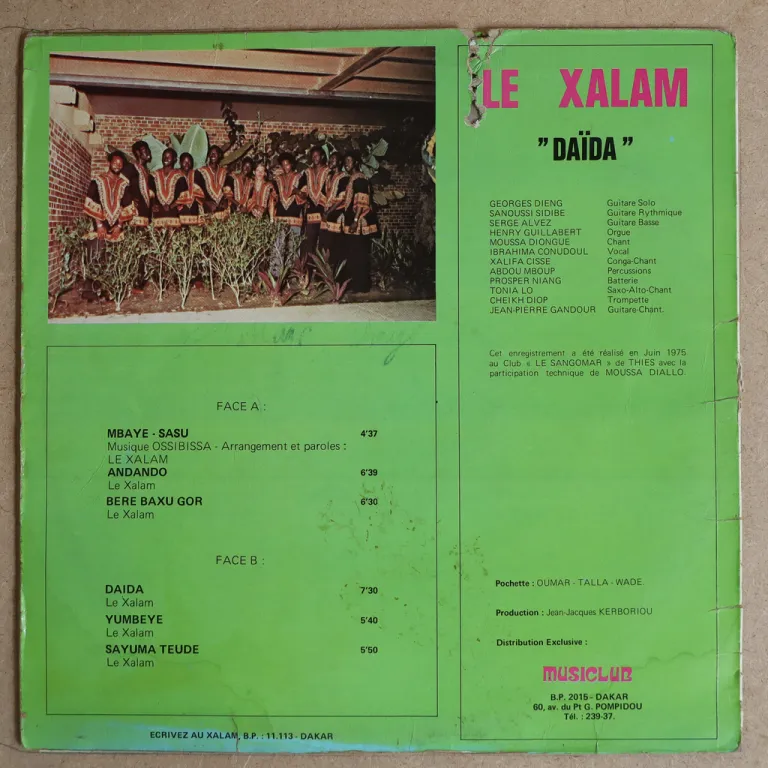 LE XALAM
"DAÏDA"
GEORGES DIENG Guitare Solo
SANOUSSI SIDIBE Guitare Rythmique
SERGE ALVEZ Guitare Basse
HENRY GUILLABERT Orgue
MOUSSA DIONGUE Chant
IBRAHIMA CONUDOUL Vocal
XALIFA CISSE Conga-Chant
ABDOU MBOUP Percussions
PROSPER NIANG Batterie
TONIA LO Saxo-Alto-Chant
CHEIKH DIOP Trompette
JEAN-PIERRE GANDOUR Guitare-Chant.
Cet enregistrement a été réalisé en Juin 1975
au Club « LE SANGOMAR » de THIES avec la
participation technique de MOUSSA DIALLO.
FACE A :
MBAYE - SASU 4'37
Musique OSSIBISSA - Arrangement et paroles :
LE XALAM
ANDANDO 6'39
Le Xalam
BERE BAXU GOR 6'30
Le Xalam
FACE B :
DAIDA 7'30
Le Xalam
YUMBEYE 5'40
Le Xalam
SAYUMA TEUDE 5'50
Le Xalam
Pochette : OUMAR - TALLA - WADE.
Production : Jean-Jacques KERBORIOU
Distribution Exclusive :
MUSICLUB
B.P. 2015 - DAKAR
60, av. du Pt G. POMPIDOU
Tél. : 239-37.
ECRIVEZ AU XALAM, B.P. : 11.113 - DAKAR